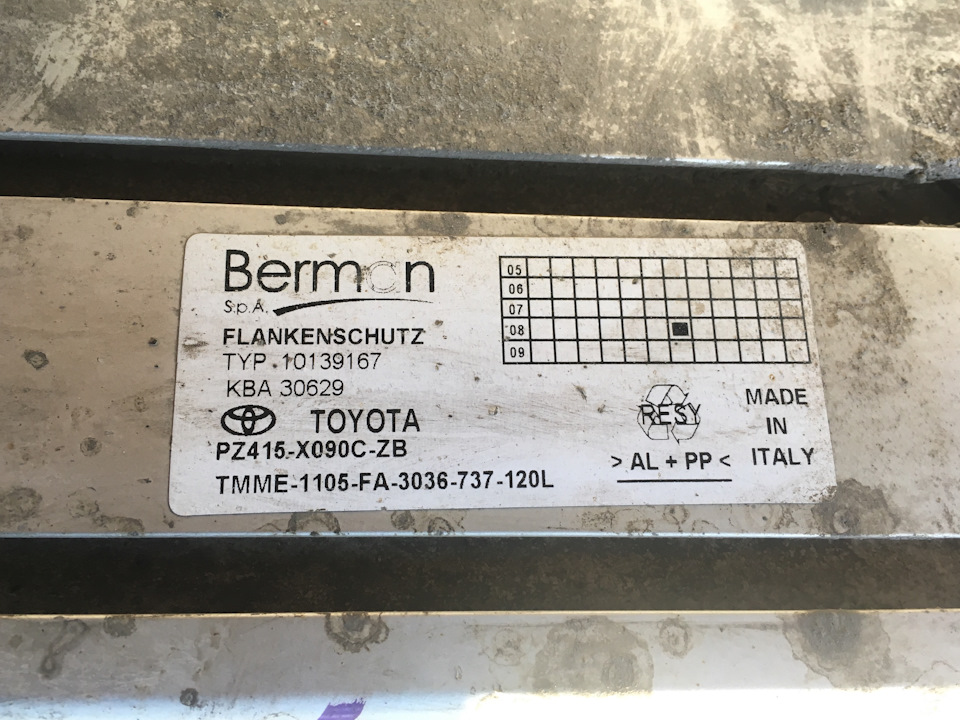 Berman
S.p.A.
FLANKENSCHUTZ
TYP 10139167
KBA 30629
TOYOTA
PZ415-X090C-ZB
TMME-1105-FA-3036-737-120L
05
06
07
08
09
RESY
> AL + PP <
MADE
IN
ITALY